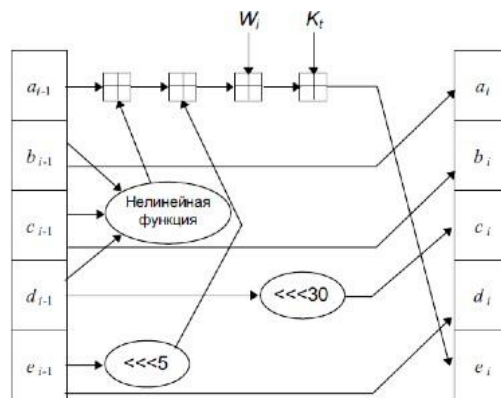 W_i K_t
a_{i-1} a_i
b_{i-1} b_i
Нелинейная
функция
c_{i-1} c_i
d_{i-1} d_i
<<<30
<<<5
e_{i-1} e_i